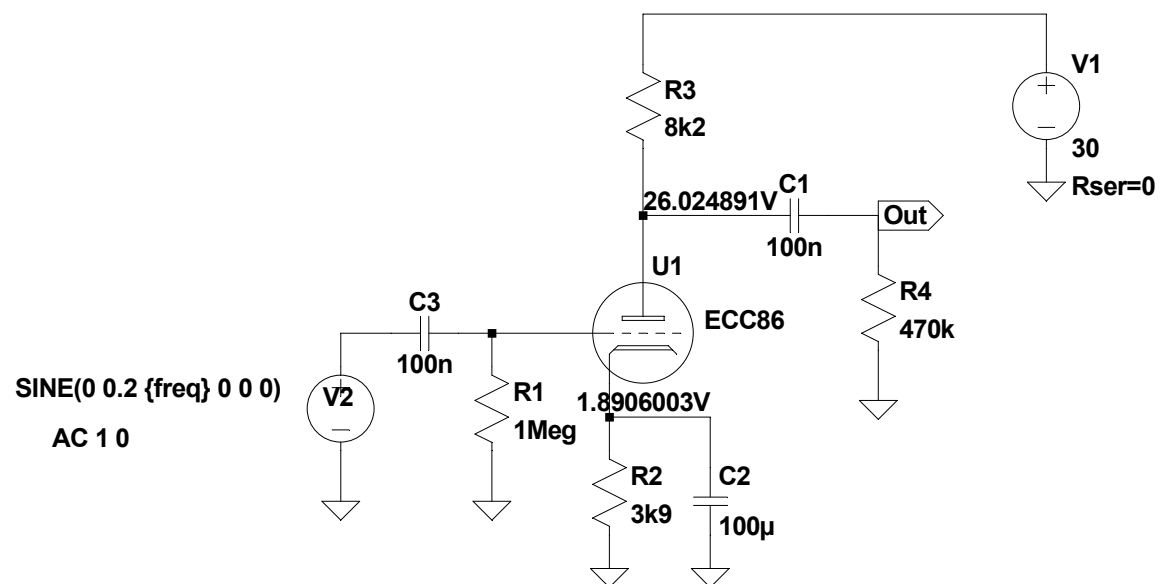 V1
R3
8k2
30
Rser=0
26.024891V
C1
100n
Out
U1
ECC86
R4
470k
C3
100n
SINE(0 0.2 {freq} 0 0 0)
AC 1 0
V2
R1
1Meg
1.8906003V
R2
3k9
C2
100µ